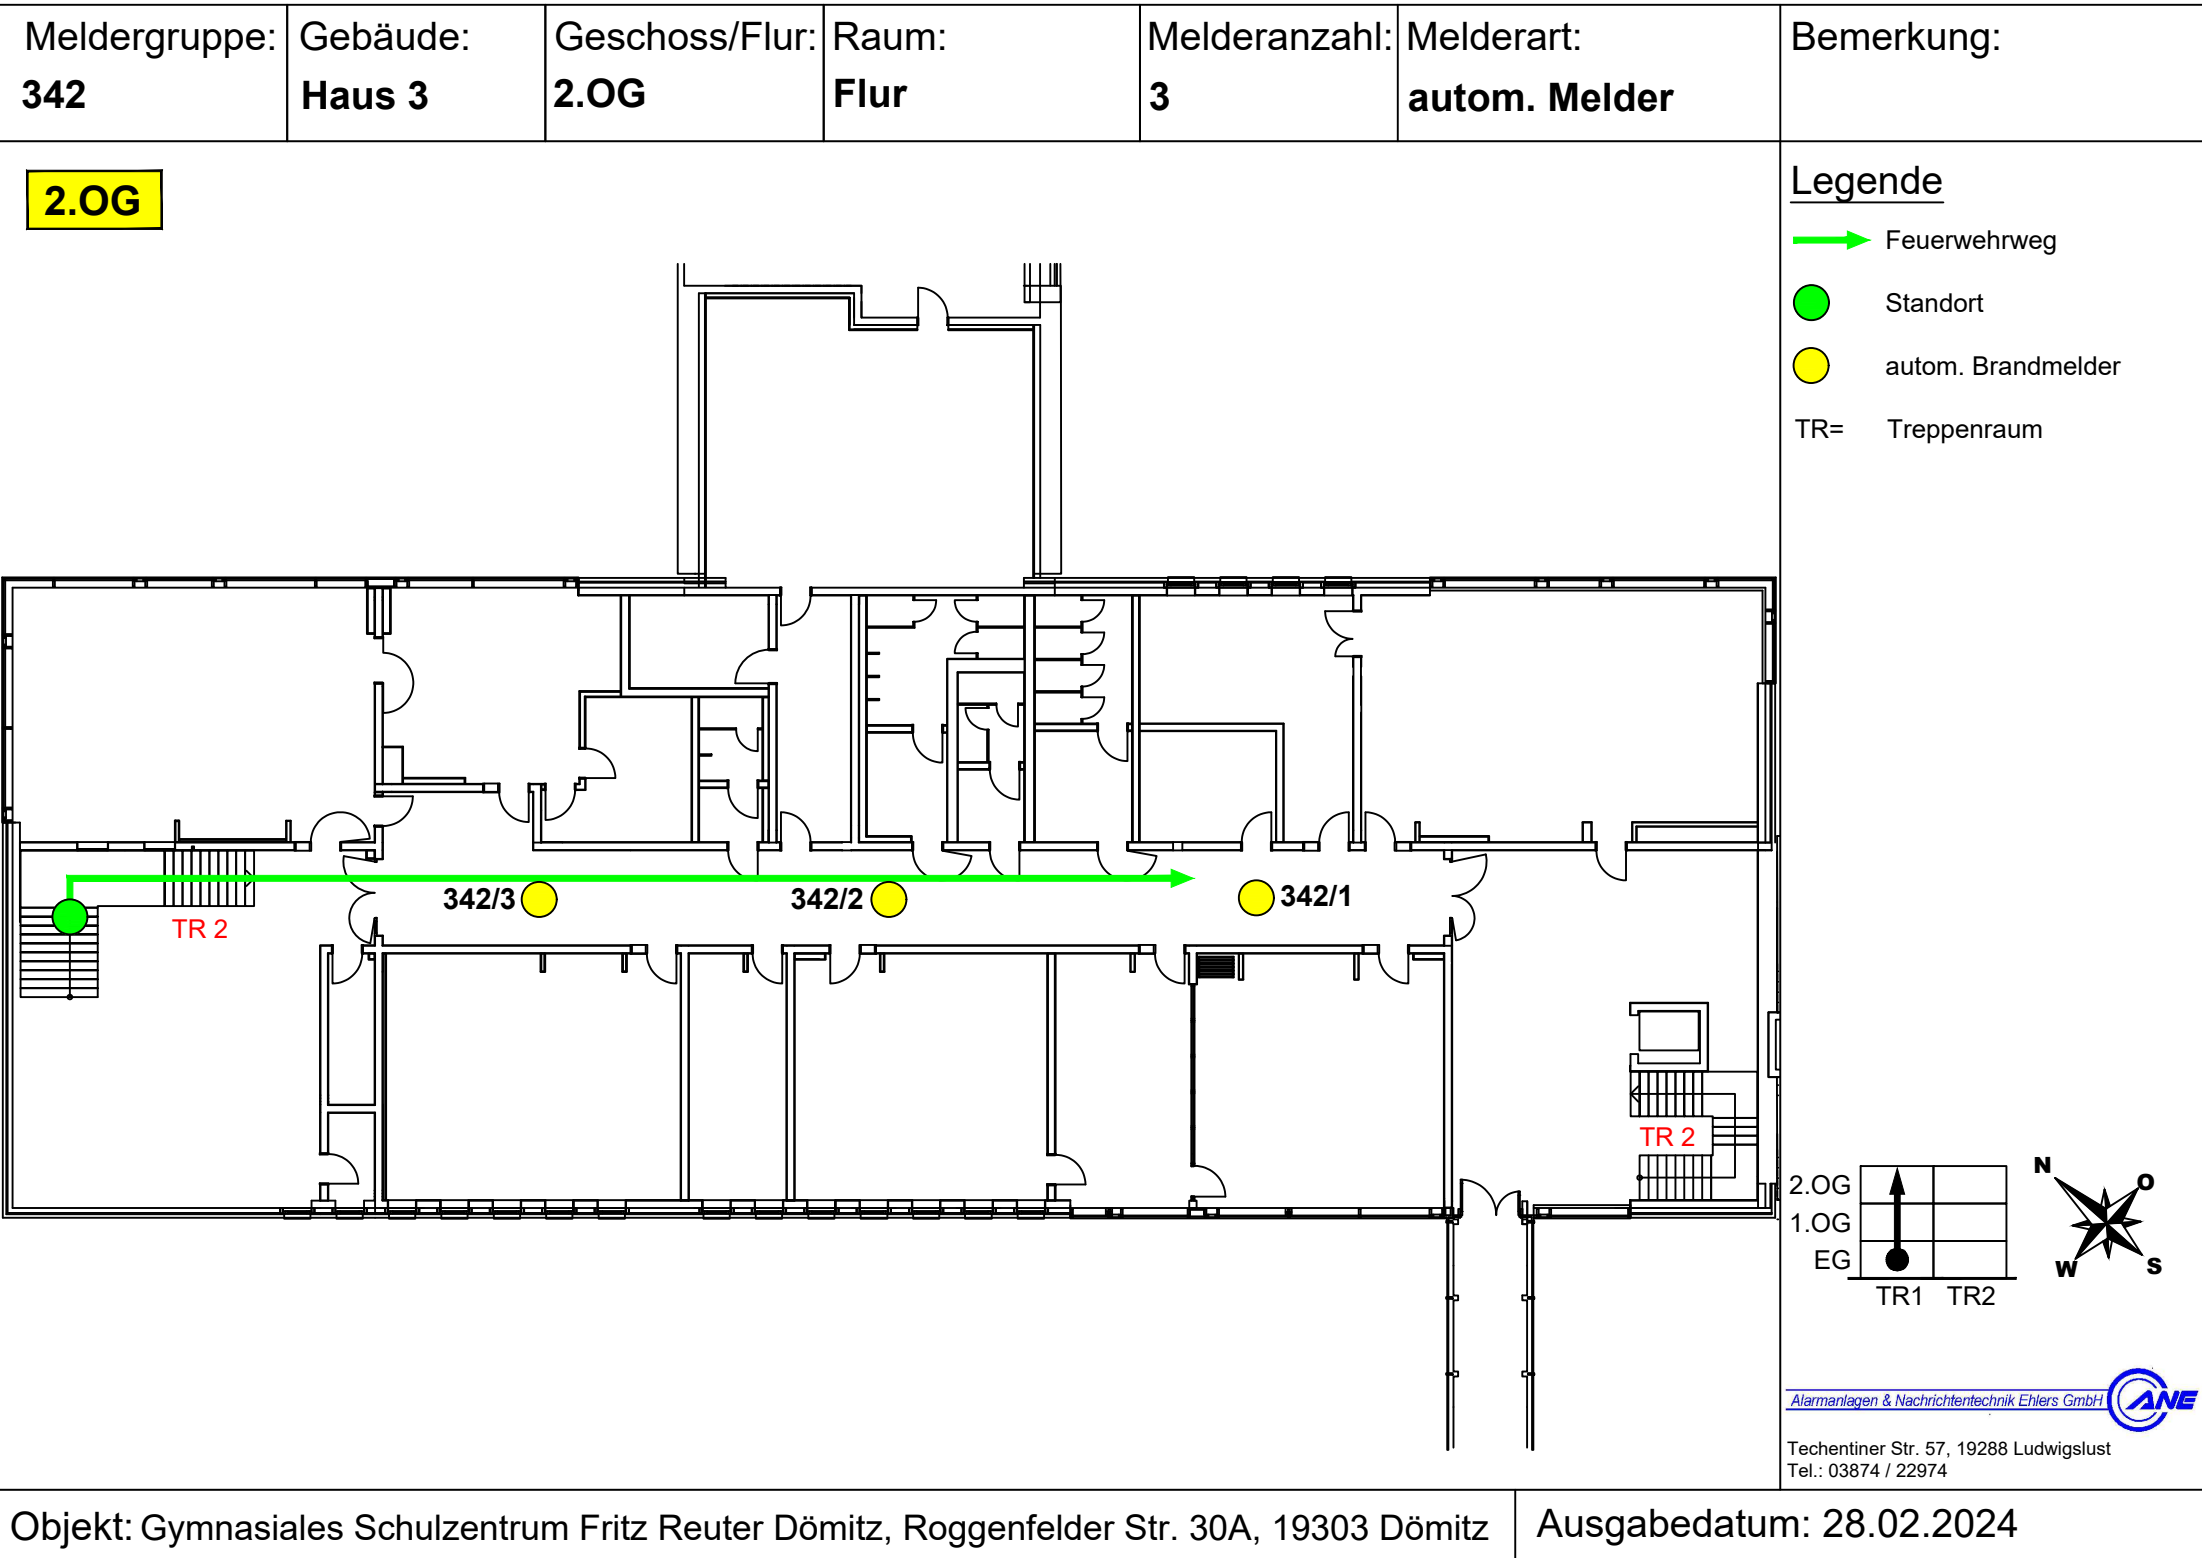 Meldergruppe: Gebäude: Geschoss/Flur: Raum: Melderanzahl: Melderart: Bemerkung:
342 Haus 3 2.OG Flur 3 autom. Melder
2.OG
Legende
Feuerwehrweg
Standort
autom. Brandmelder
TR= Treppenraum
342/3 342/2 342/1
TR 2
TR 2
2.OG
1.OG
EG
TR1 TR2
N
O
W S
Alarmanlagen & Nachrichtentechnik Ehlers GmbH ANE
Techentiner Str. 57, 19288 Ludwigslust
Tel.: 03874 / 22974
Objekt: Gymnasiales Schulzentrum Fritz Reuter Dömitz, Roggenfelder Str. 30A, 19303 Dömitz Ausgabedatum: 28.02.2024